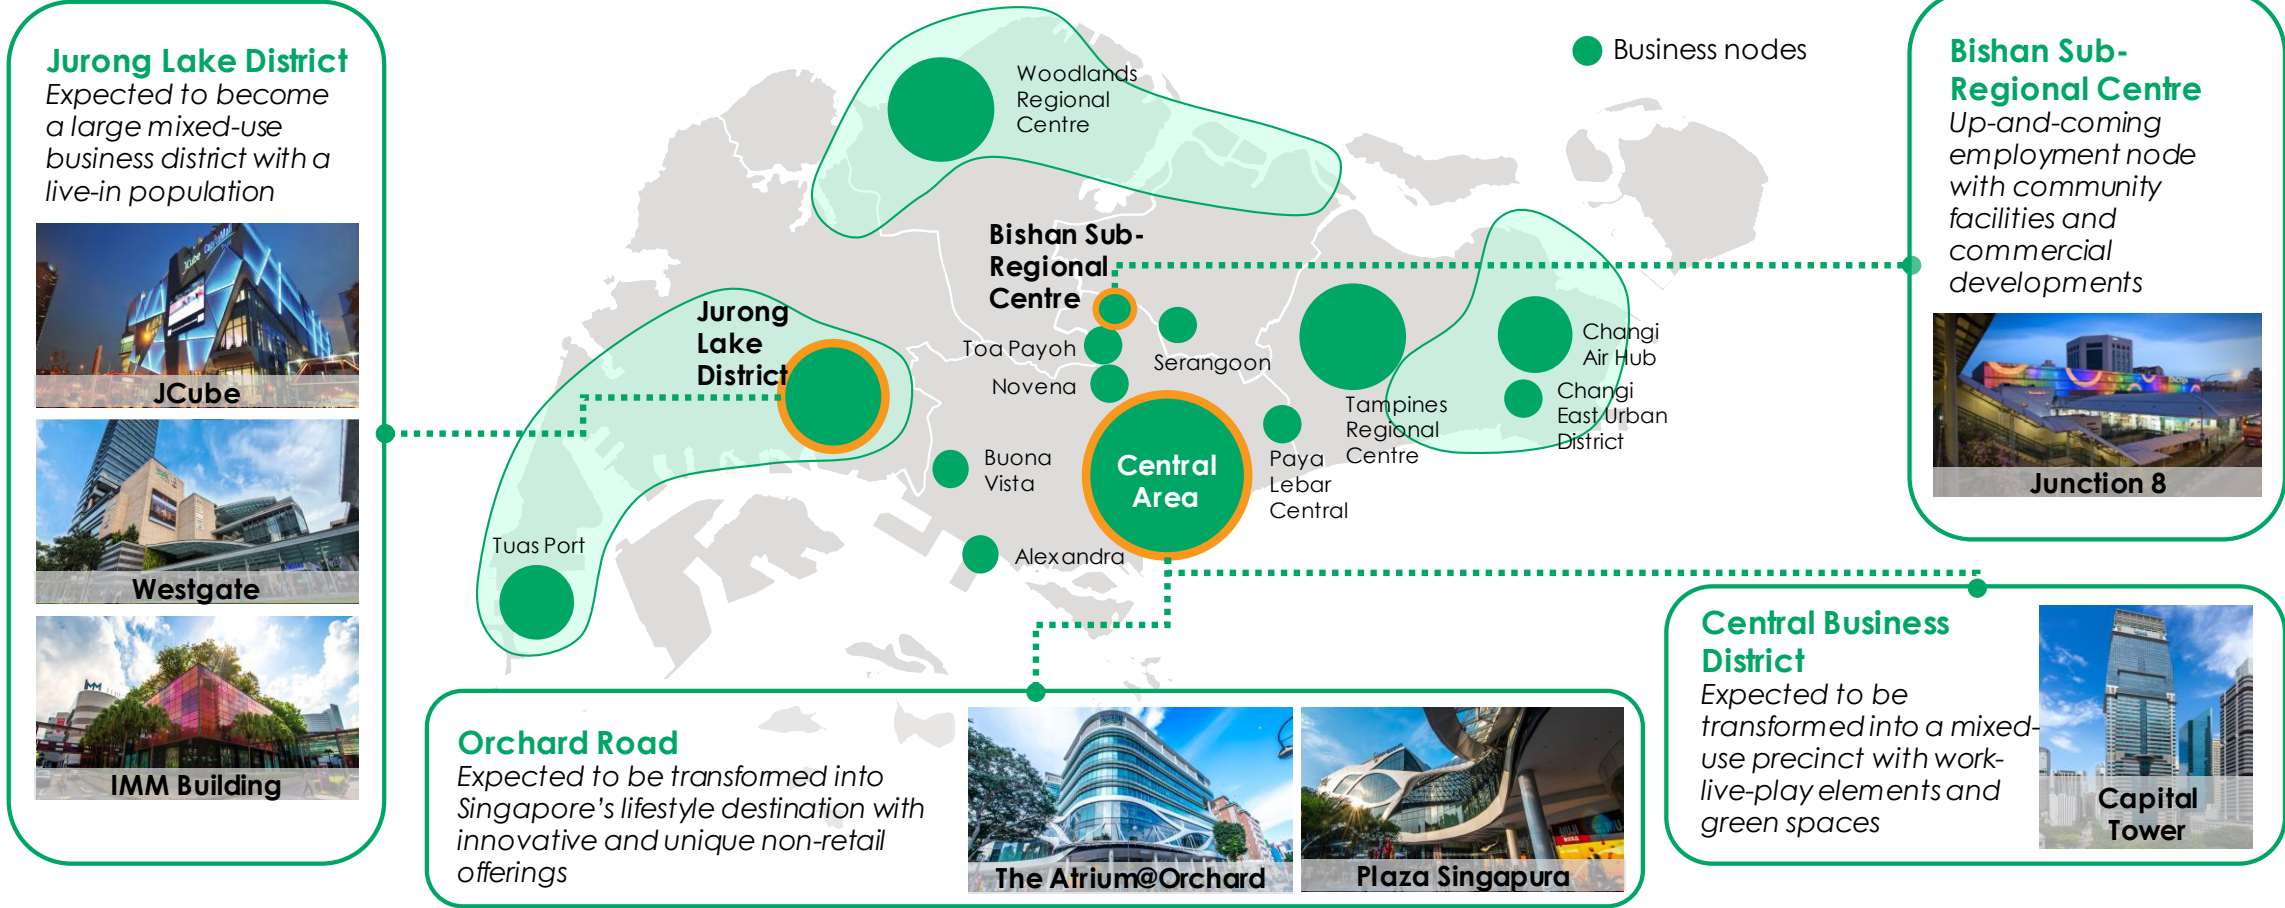 Jurong Lake District
Expected to become
a large mixed-use
business district with a
live-in population
JCube
Westgate
IMM Building
Business nodes
Woodlands
Regional
Centre
Bishan Sub-
Regional
Centre
Jurong
Lake
District
Toa Payoh
Novena
Serangoon
Changi
Air Hub
Changi
East Urban
District
Tampines
Regional
Centre
Paya
Lebar
Central
Central
Area
Buona
Vista
Alexandra
Tuas Port
Bishan Sub-
Regional Centre
Up-and-coming
employment node
with community
facilities and
commercial
developments
Junction 8
Orchard Road
Expected to be transformed into
Singapore’s lifestyle destination with
innovative and unique non-retail
offerings
The Atrium@Orchard
Plaza Singapura
Central Business
District
Expected to be
transformed into a mixed-
use precinct with work-
live-play elements and
green spaces
Capital
Tower